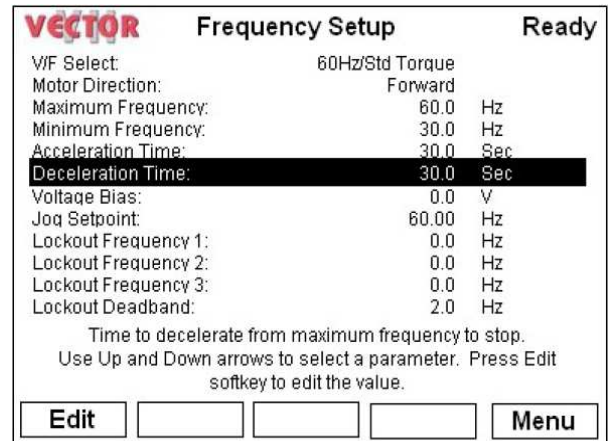 VECTOR Frequency Setup Ready
V/F Select: 60Hz/Std Torque
Motor Direction: Forward
Maximum Frequency: 60.0 Hz
Minimum Frequency: 30.0 Hz
Acceleration Time: 30.0 Sec
Deceleration Time: 30.0 Sec
Voltage Bias: 0.0 V
Jog Setpoint: 60.00 Hz
Lockout Frequency 1: 0.0 Hz
Lockout Frequency 2: 0.0 Hz
Lockout Frequency 3: 0.0 Hz
Lockout Deadband: 2.0 Hz
Time to decelerate from maximum frequency to stop.
Use Up and Down arrows to select a parameter. Press Edit
softkey to edit the value.
Edit Menu